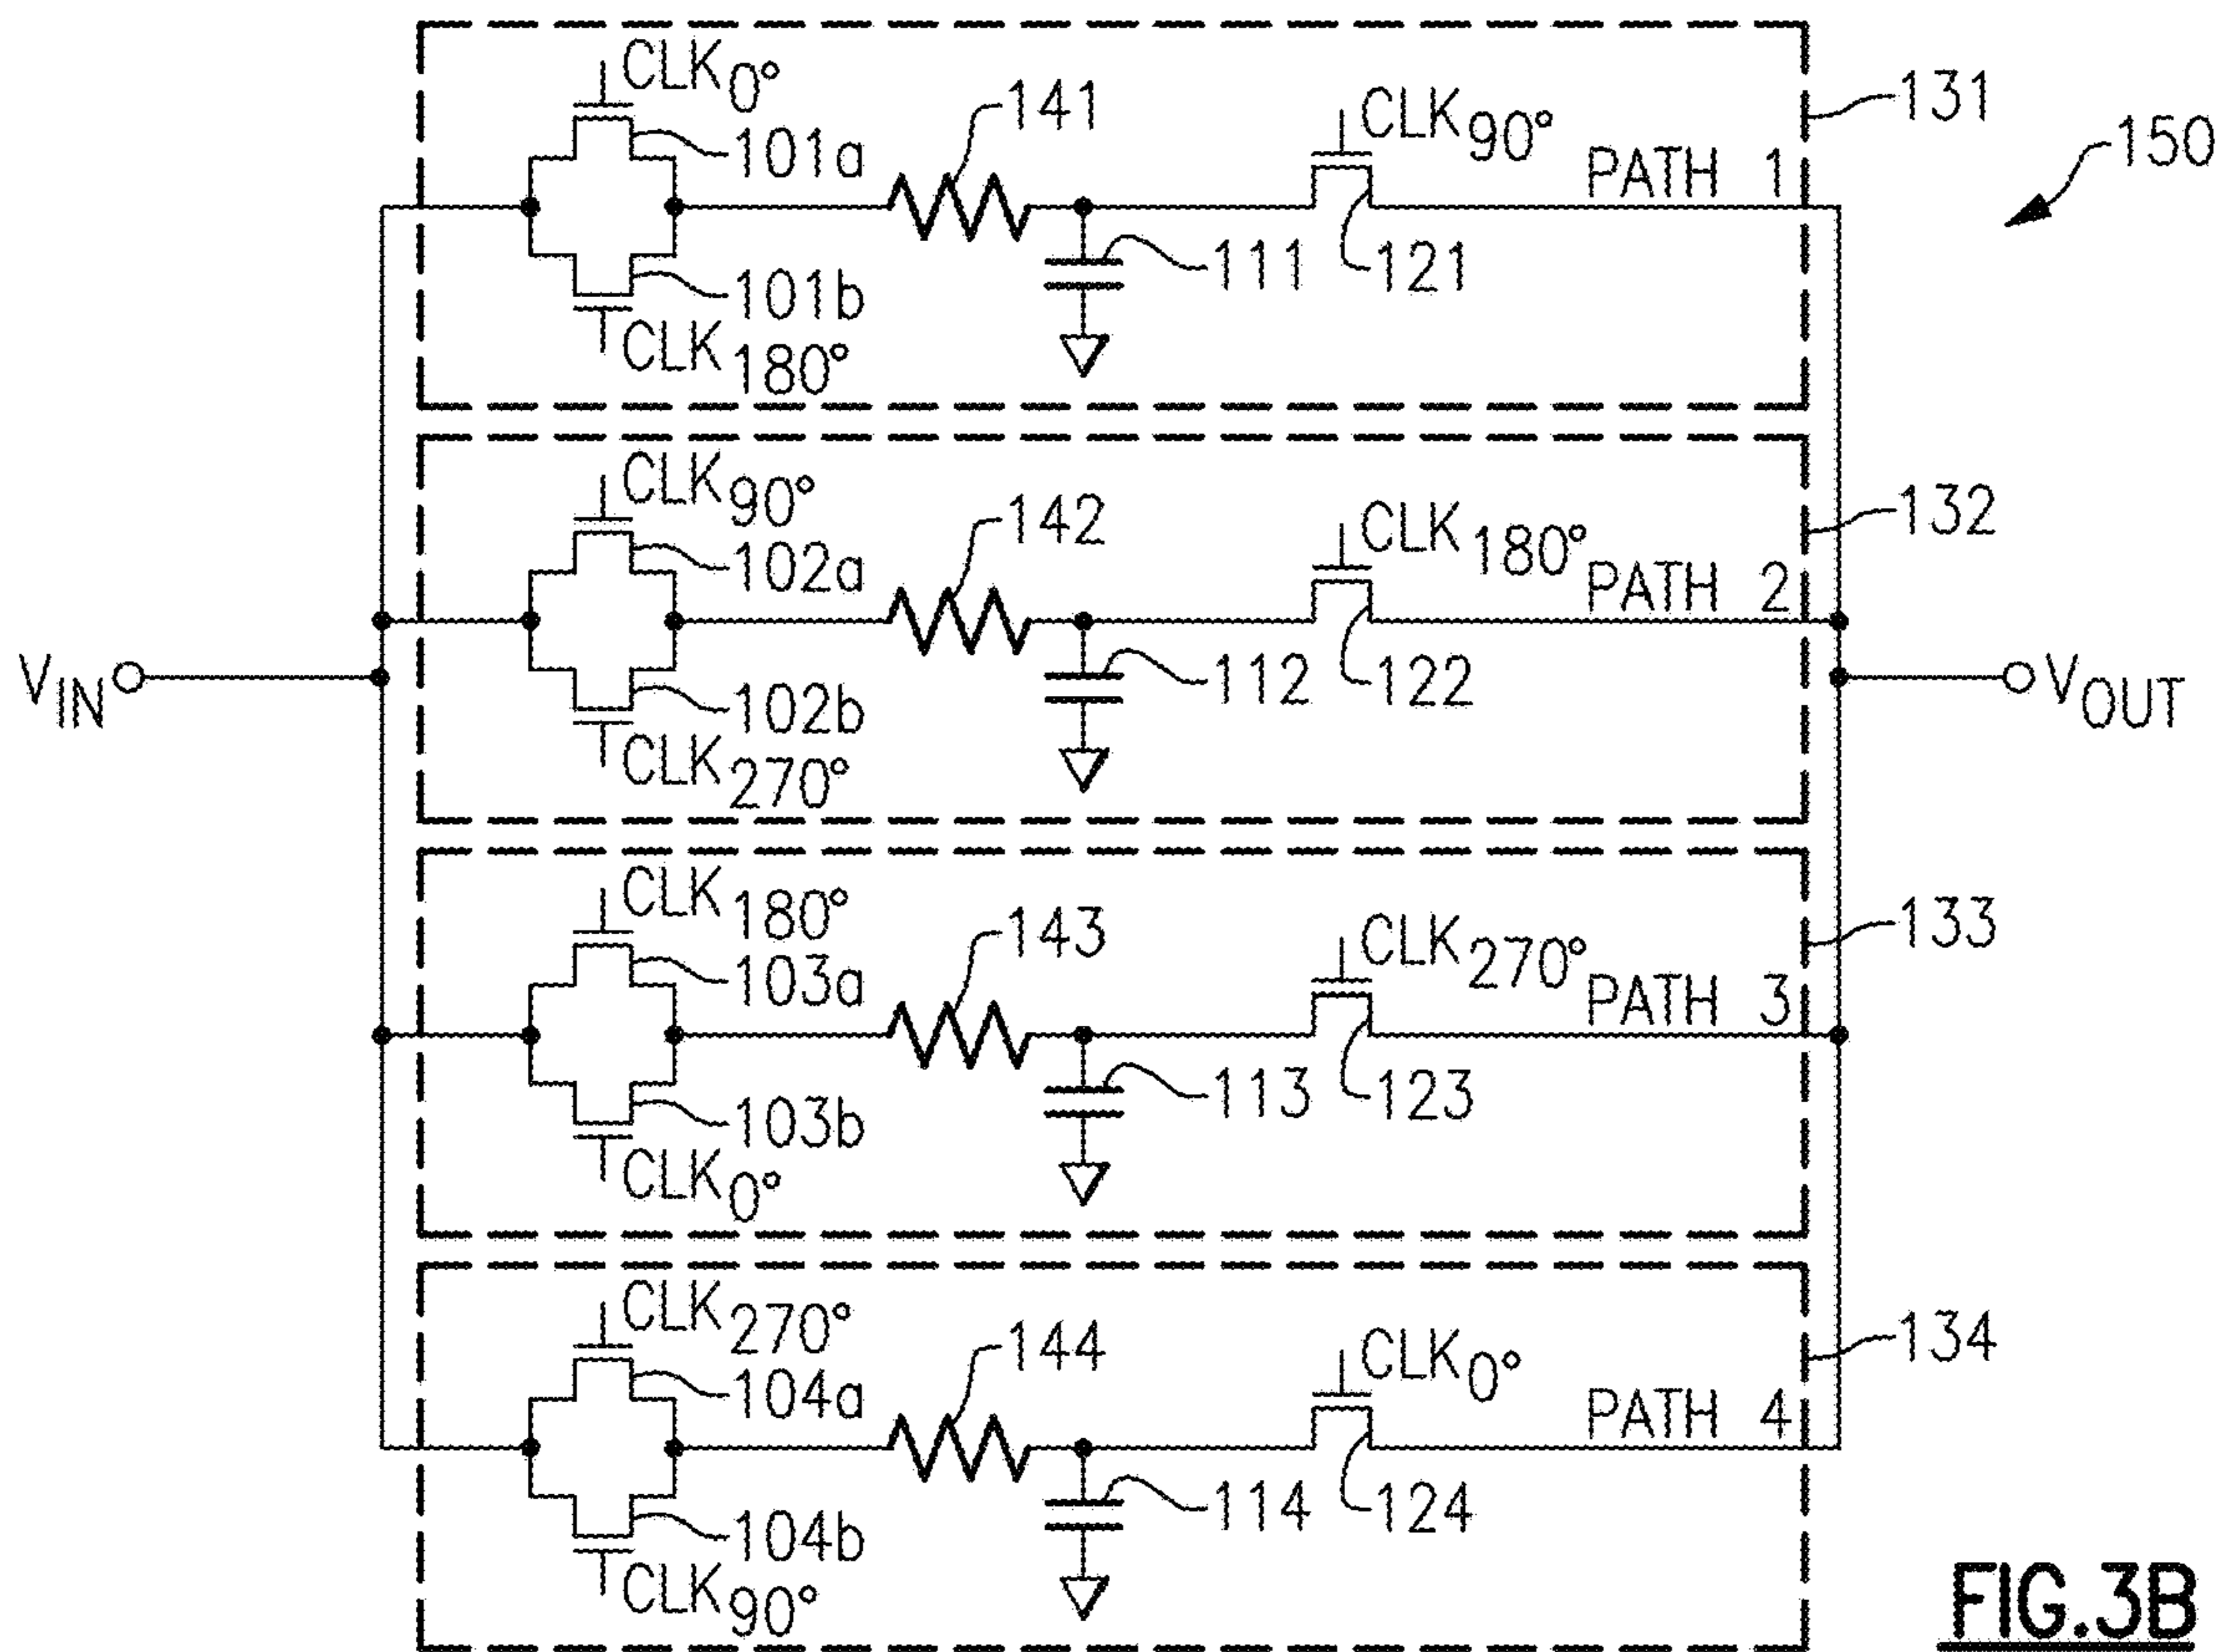 CLK0°
101a
141
CLK90°
PATH 1
131
150
101b
CLK180°
111
121
CLK90°
102a
142
CLK180°
PATH 2
132
VIN
102b
CLK270°
112
122
VOUT
CLK180°
103a
143
CLK270°
PATH 3
133
103b
CLK0°
113
123
CLK270°
104a
144
CLK0°
PATH 4
134
104b
CLK90°
114
124
FIG.3B